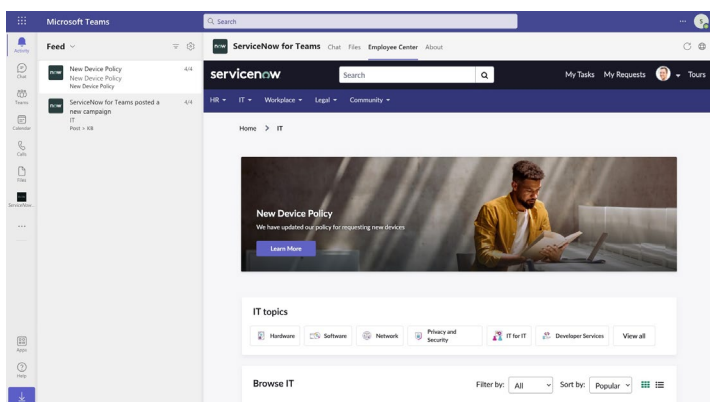 Microsoft Teams
Search
S
Activity
Chat
Teams
Calendar
Calls
Files
ServiceNow...
Apps
Help
Feed
now
New Device Policy
4/4
New Device Policy
New Device Policy
now
ServiceNow for Teams posted a
4/4
new campaign
IT
Post > KB
now
ServiceNow for Teams
Chat
Files
Employee Center
About
servicenow
Search
My Tasks
My Requests
Tours
HR
IT
Workplace
Legal
Community
Home > IT
New Device Policy
We have updated our policy for requesting new devices
Learn More
IT topics
Hardware
Software
Network
Privacy and
Security
IT for IT
Developer Services
View all
Browse IT
Filter by:
All
Sort by:
Popular